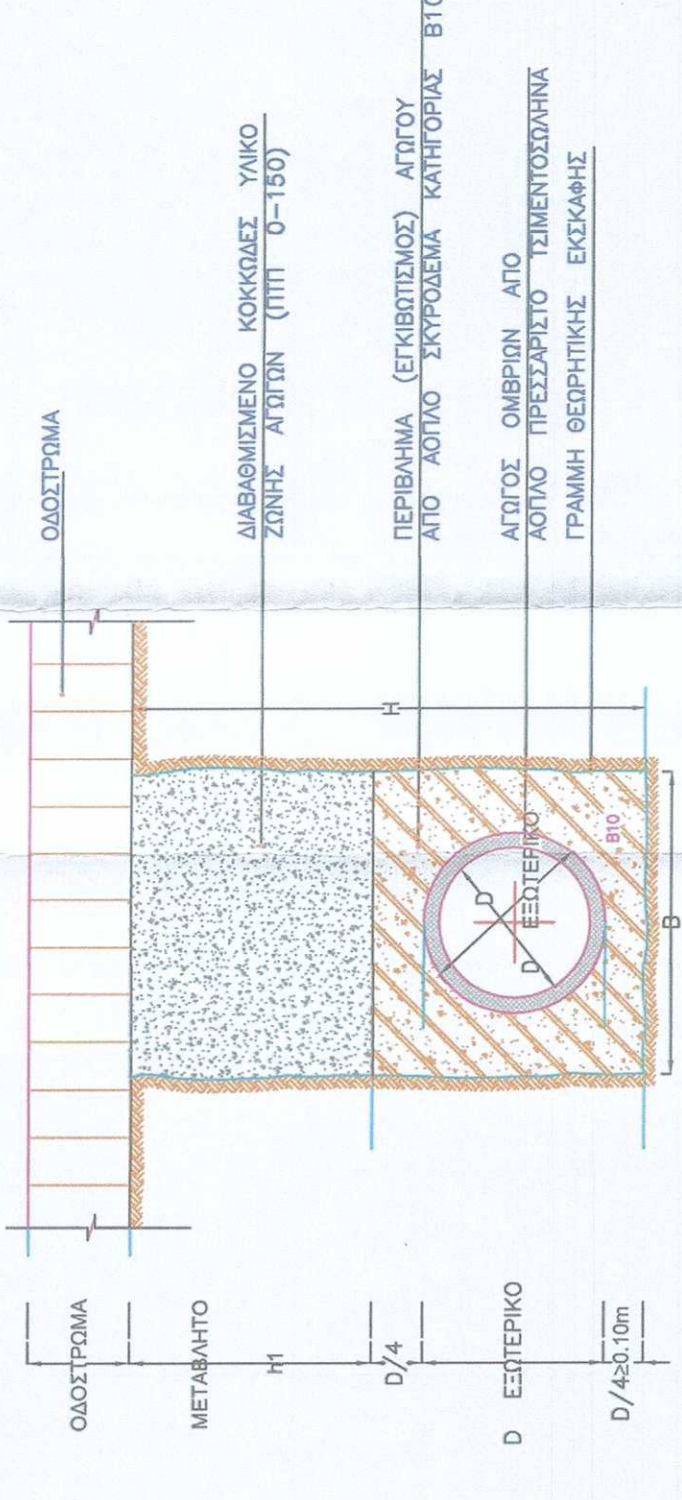 ΟΔΟΣΤΡΩΜΑ
ΔΙΑΒΑΘΜΙΣΜΕΝΟ ΚΟΚΚΩΔΕΣ ΥΛΙΚΟ
ΖΩΝΗΣ ΑΓΩΓΩΝ (ΠΤΠ 0-150)
ΠΕΡΙΒΛΗΜΑ (ΕΓΚΙΒΩΤΙΣΜΟΣ) ΑΓΩΓΟΥ
ΑΠΟ ΑΟΠΛΟ ΣΚΥΡΟΔΕΜΑ ΚΑΤΗΓΟΡΙΑΣ Β10
ΑΓΩΓΟΣ ΟΜΒΡΙΩΝ ΑΠΟ
ΑΟΠΛΟ ΠΡΕΣΣΑΡΙΣΤΟ ΤΣΙΜΕΝΤΟΣΩΛΗΝΑ
ΓΡΑΜΜΗ ΘΕΩΡΗΤΙΚΗΣ ΕΚΣΚΑΦΗΣ
H
D
D ΕΞΩΤΕΡΙΚΟ
B10
B
ΟΔΟΣΤΡΩΜΑ
ΜΕΤΑΒΛΗΤΟ
h1
D/4
D ΕΞΩΤΕΡΙΚΟ
D/4≥0.10m